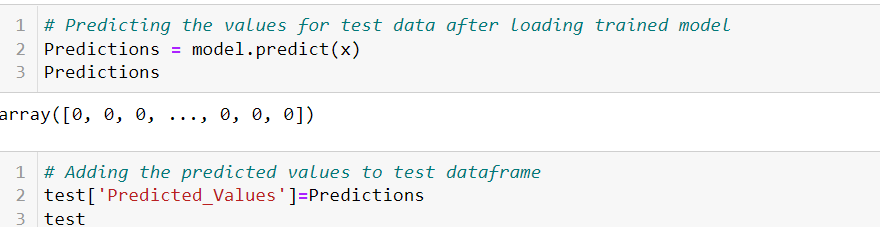 1 # Predicting the values for test data after loading trained model
2 Predictions = model.predict(x)
3 Predictions
array([0, 0, 0, ..., 0, 0, 0])
1 # Adding the predicted values to test dataframe
2 test['Predicted_Values']=Predictions
3 test